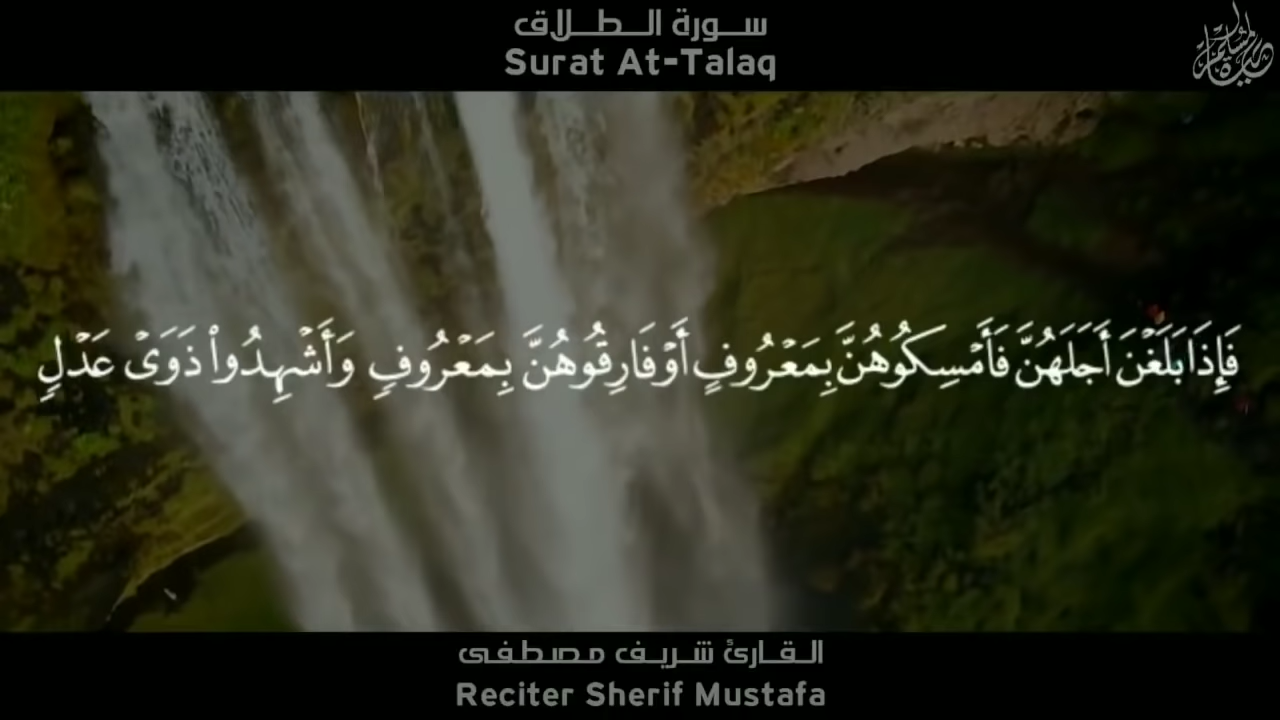 سورة الطلاق
Surat At-Talaq
فَإِذَا بَلَغْنَ أَجَلَهُنَّ فَأَمْسِكُوهُنَّ بِمَعْرُوفٍ أَوْ فَارِقُوهُنَّ بِمَعْرُوفٍ وَأَشْهِدُوا۟ ذَوَىْ عَدْلٍ
القارئ شريف مصطفى
Reciter Sherif Mustafa